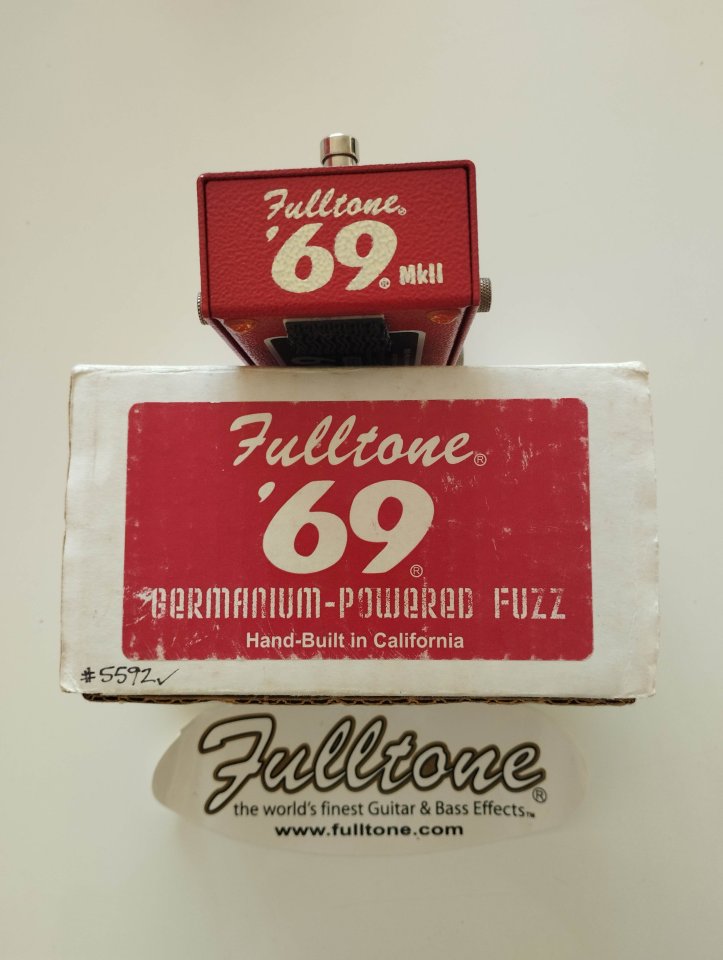 Fulltone®
'69® MkII
Fulltone®
'69®
GERMANIUM-POWERED FUZZ
Hand-Built in California
#5592✓
Fulltone®
the world's finest Guitar & Bass Effects™
www.fulltone.com